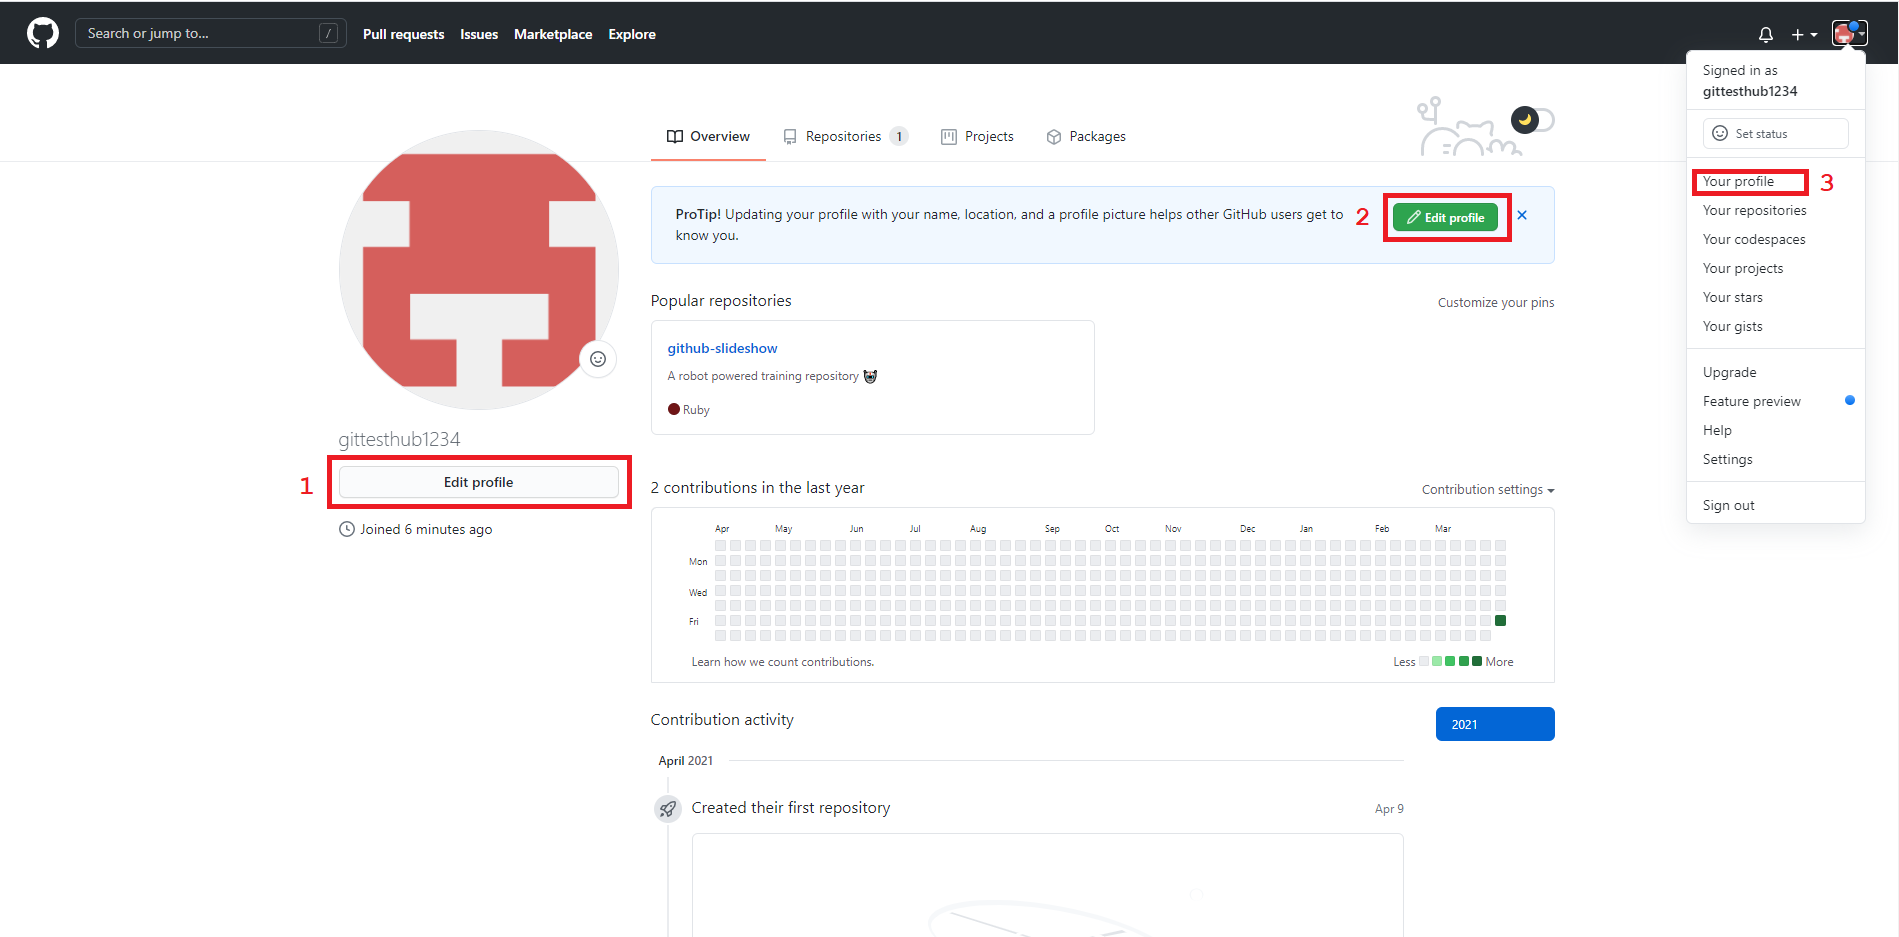 Search or jump to...
/
Pull requests
Issues
Marketplace
Explore
Signed in as
gittesthub1234
Set status
Your profile
3
Your repositories
Your codespaces
Your projects
Your stars
Your gists
Upgrade
Feature preview
Help
Settings
Sign out
Overview
Repositories 1
Projects
Packages
ProTip! Updating your profile with your name, location, and a profile picture helps other GitHub users get to
know you.
2
Edit profile
Popular repositories
Customize your pins
github-slideshow
A robot powered training repository
Ruby
gittesthub1234
1
Edit profile
Joined 6 minutes ago
2 contributions in the last year
Contribution settings
Apr May Jun Jul Aug Sep Oct Nov Dec Jan Feb Mar
Mon
Wed
Fri
Learn how we count contributions.
Less
More
Contribution activity
2021
April 2021
Created their first repository
Apr 9